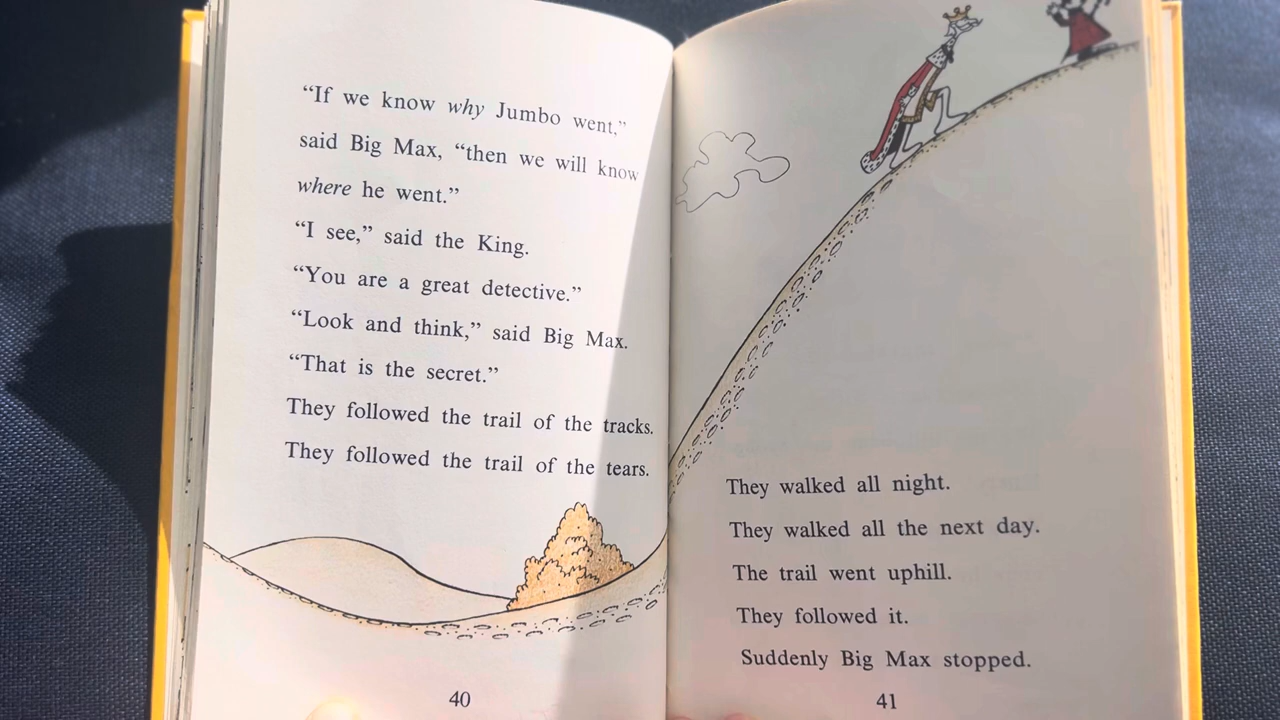 “If we know why Jumbo went,”
said Big Max, “then we will know
where he went.”
“I see,” said the King.
“You are a great detective.”
“Look and think,” said Big Max.
“That is the secret.”
They followed the trail of the tracks.
They followed the trail of the tears.
40
They walked all night.
They walked all the next day.
The trail went uphill.
They followed it.
Suddenly Big Max stopped.
41